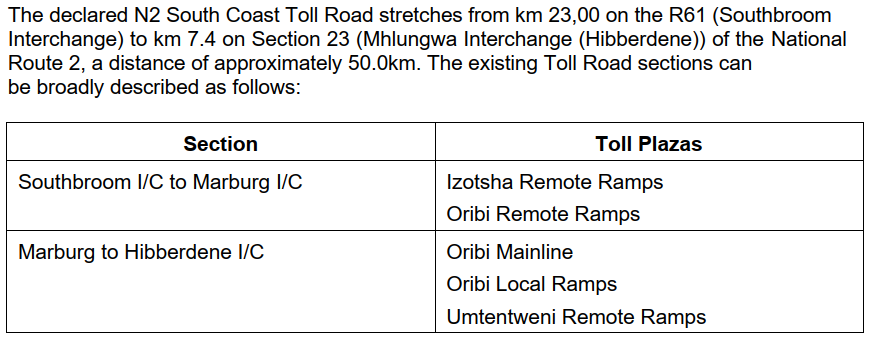 The declared N2 South Coast Toll Road stretches from km 23,00 on the R61 (Southbroom
Interchange) to km 7.4 on Section 23 (Mhlungwa Interchange (Hibberdene)) of the National
Route 2, a distance of approximately 50.0km. The existing Toll Road sections can
be broadly described as follows:
Section Toll Plazas
Southbroom I/C to Marburg I/C Izotsha Remote Ramps
Oribi Remote Ramps
Marburg to Hibberdene I/C Oribi Mainline
Oribi Local Ramps
Umtentweni Remote Ramps